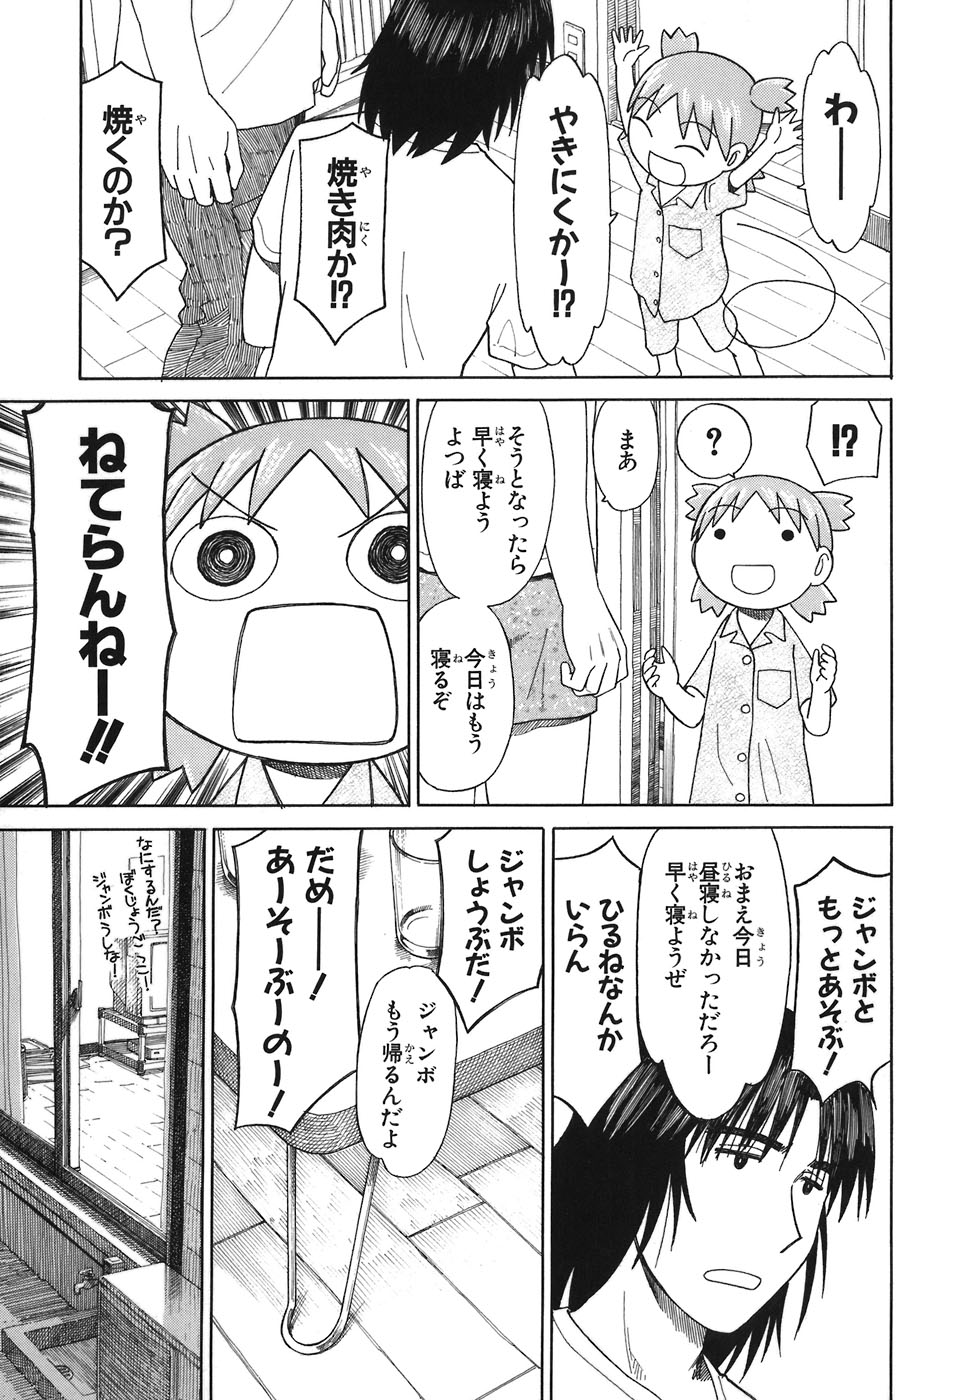 わーー
やきにくかー!?
焼き肉か!?
焼くのか?
!?
?
まあ
そうとなったら
早く寝よう
よつば
今日はもう
寝るぞ
ねてらんねー!!
ジャンボと
もっとあそぶ!
おまえ今日
昼寝しなかっただろー
早く寝ようぜ
ひるねなんか
いらん
ジャンボ
しょうぶだ!
ジャンボ
もう帰るんだよ
だめー!
あーそーぶーのー!
なにするんだ?
ぼくじょうごっこー!
ジャンボうしなー!